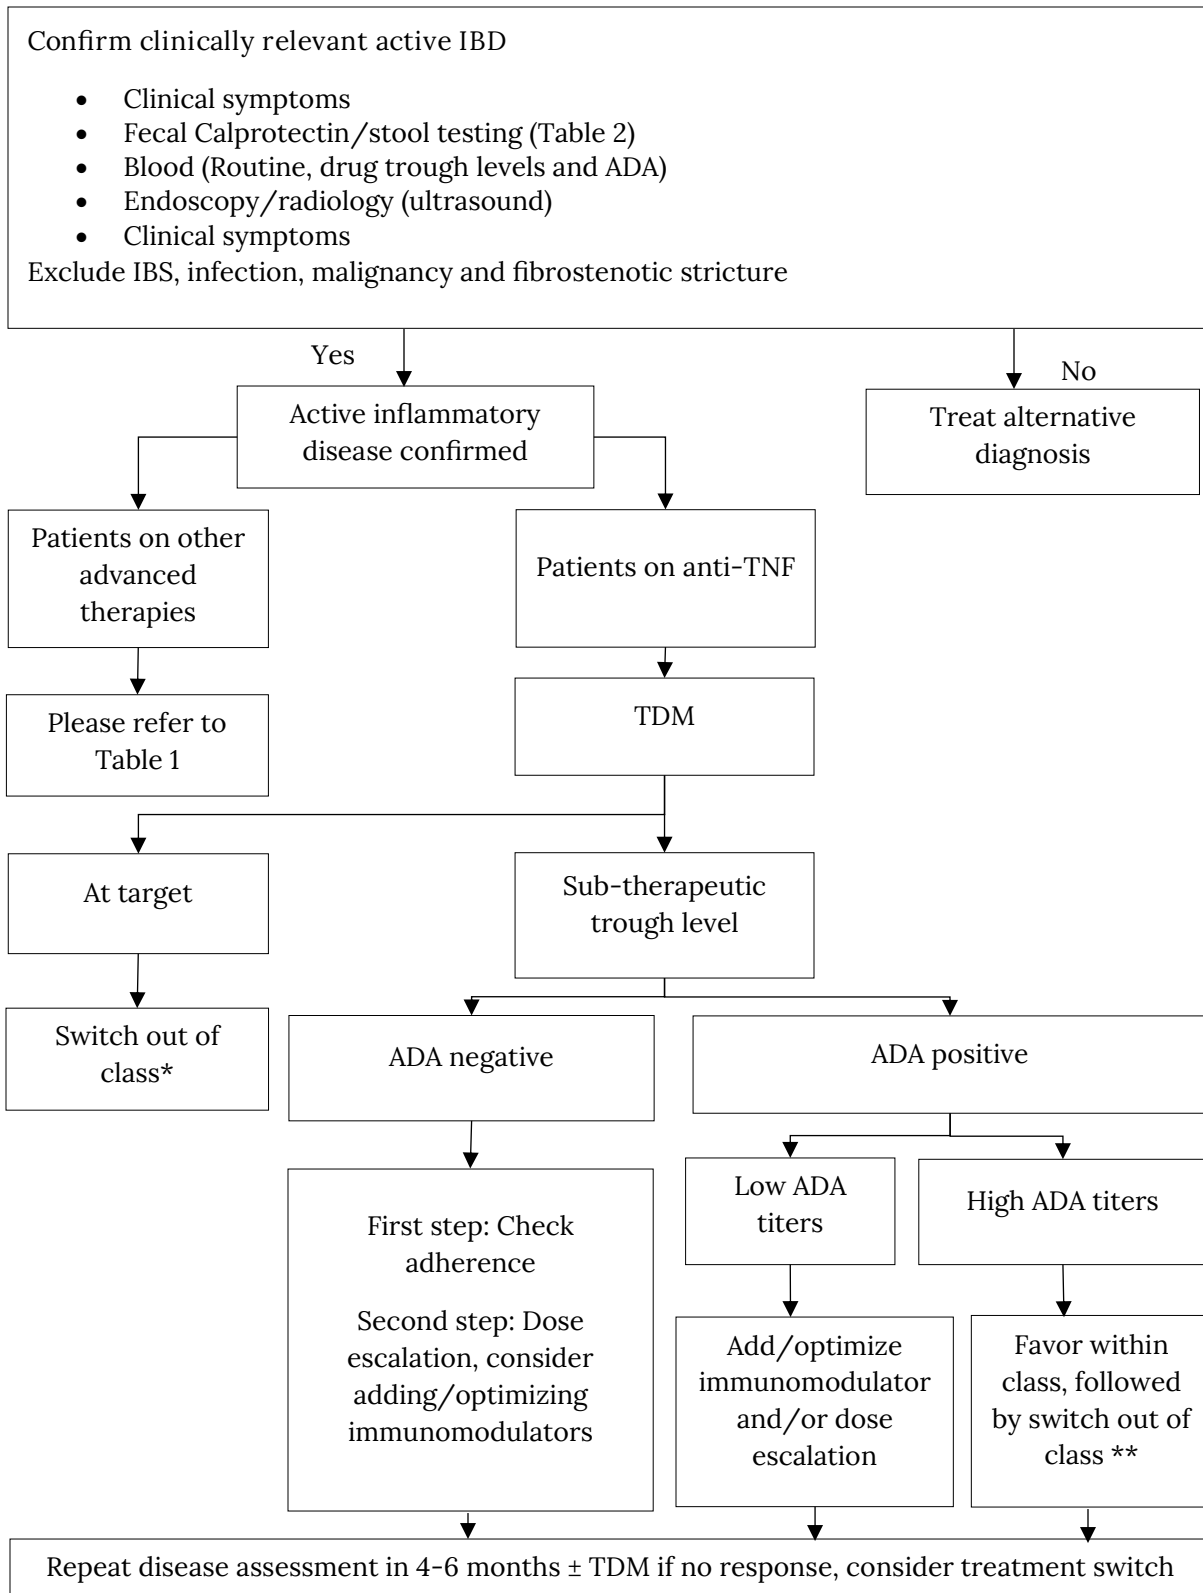 Confirm clinically relevant active IBD
• Clinical symptoms
• Fecal Calprotectin/stool testing (Table 2)
• Blood (Routine, drug trough levels and ADA)
• Endoscopy/radiology (ultrasound)
• Clinical symptoms
Exclude IBS, infection, malignancy and fibrostenotic stricture
Yes
No
Active inflammatory
disease confirmed
Treat alternative
diagnosis
Patients on other
advanced
therapies
Patients on anti-TNF
Please refer to
Table 1
TDM
At target
Sub-therapeutic
trough level
Switch out of
class*
ADA negative
ADA positive
Low ADA
titers
High ADA titers
First step: Check
adherence
Second step: Dose
escalation, consider
adding/optimizing
immunomodulators
Add/optimize
immunomodulator
and/or dose
escalation
Favor within
class, followed
by switch out of
class **
Repeat disease assessment in 4-6 months ± TDM if no response, consider treatment switch